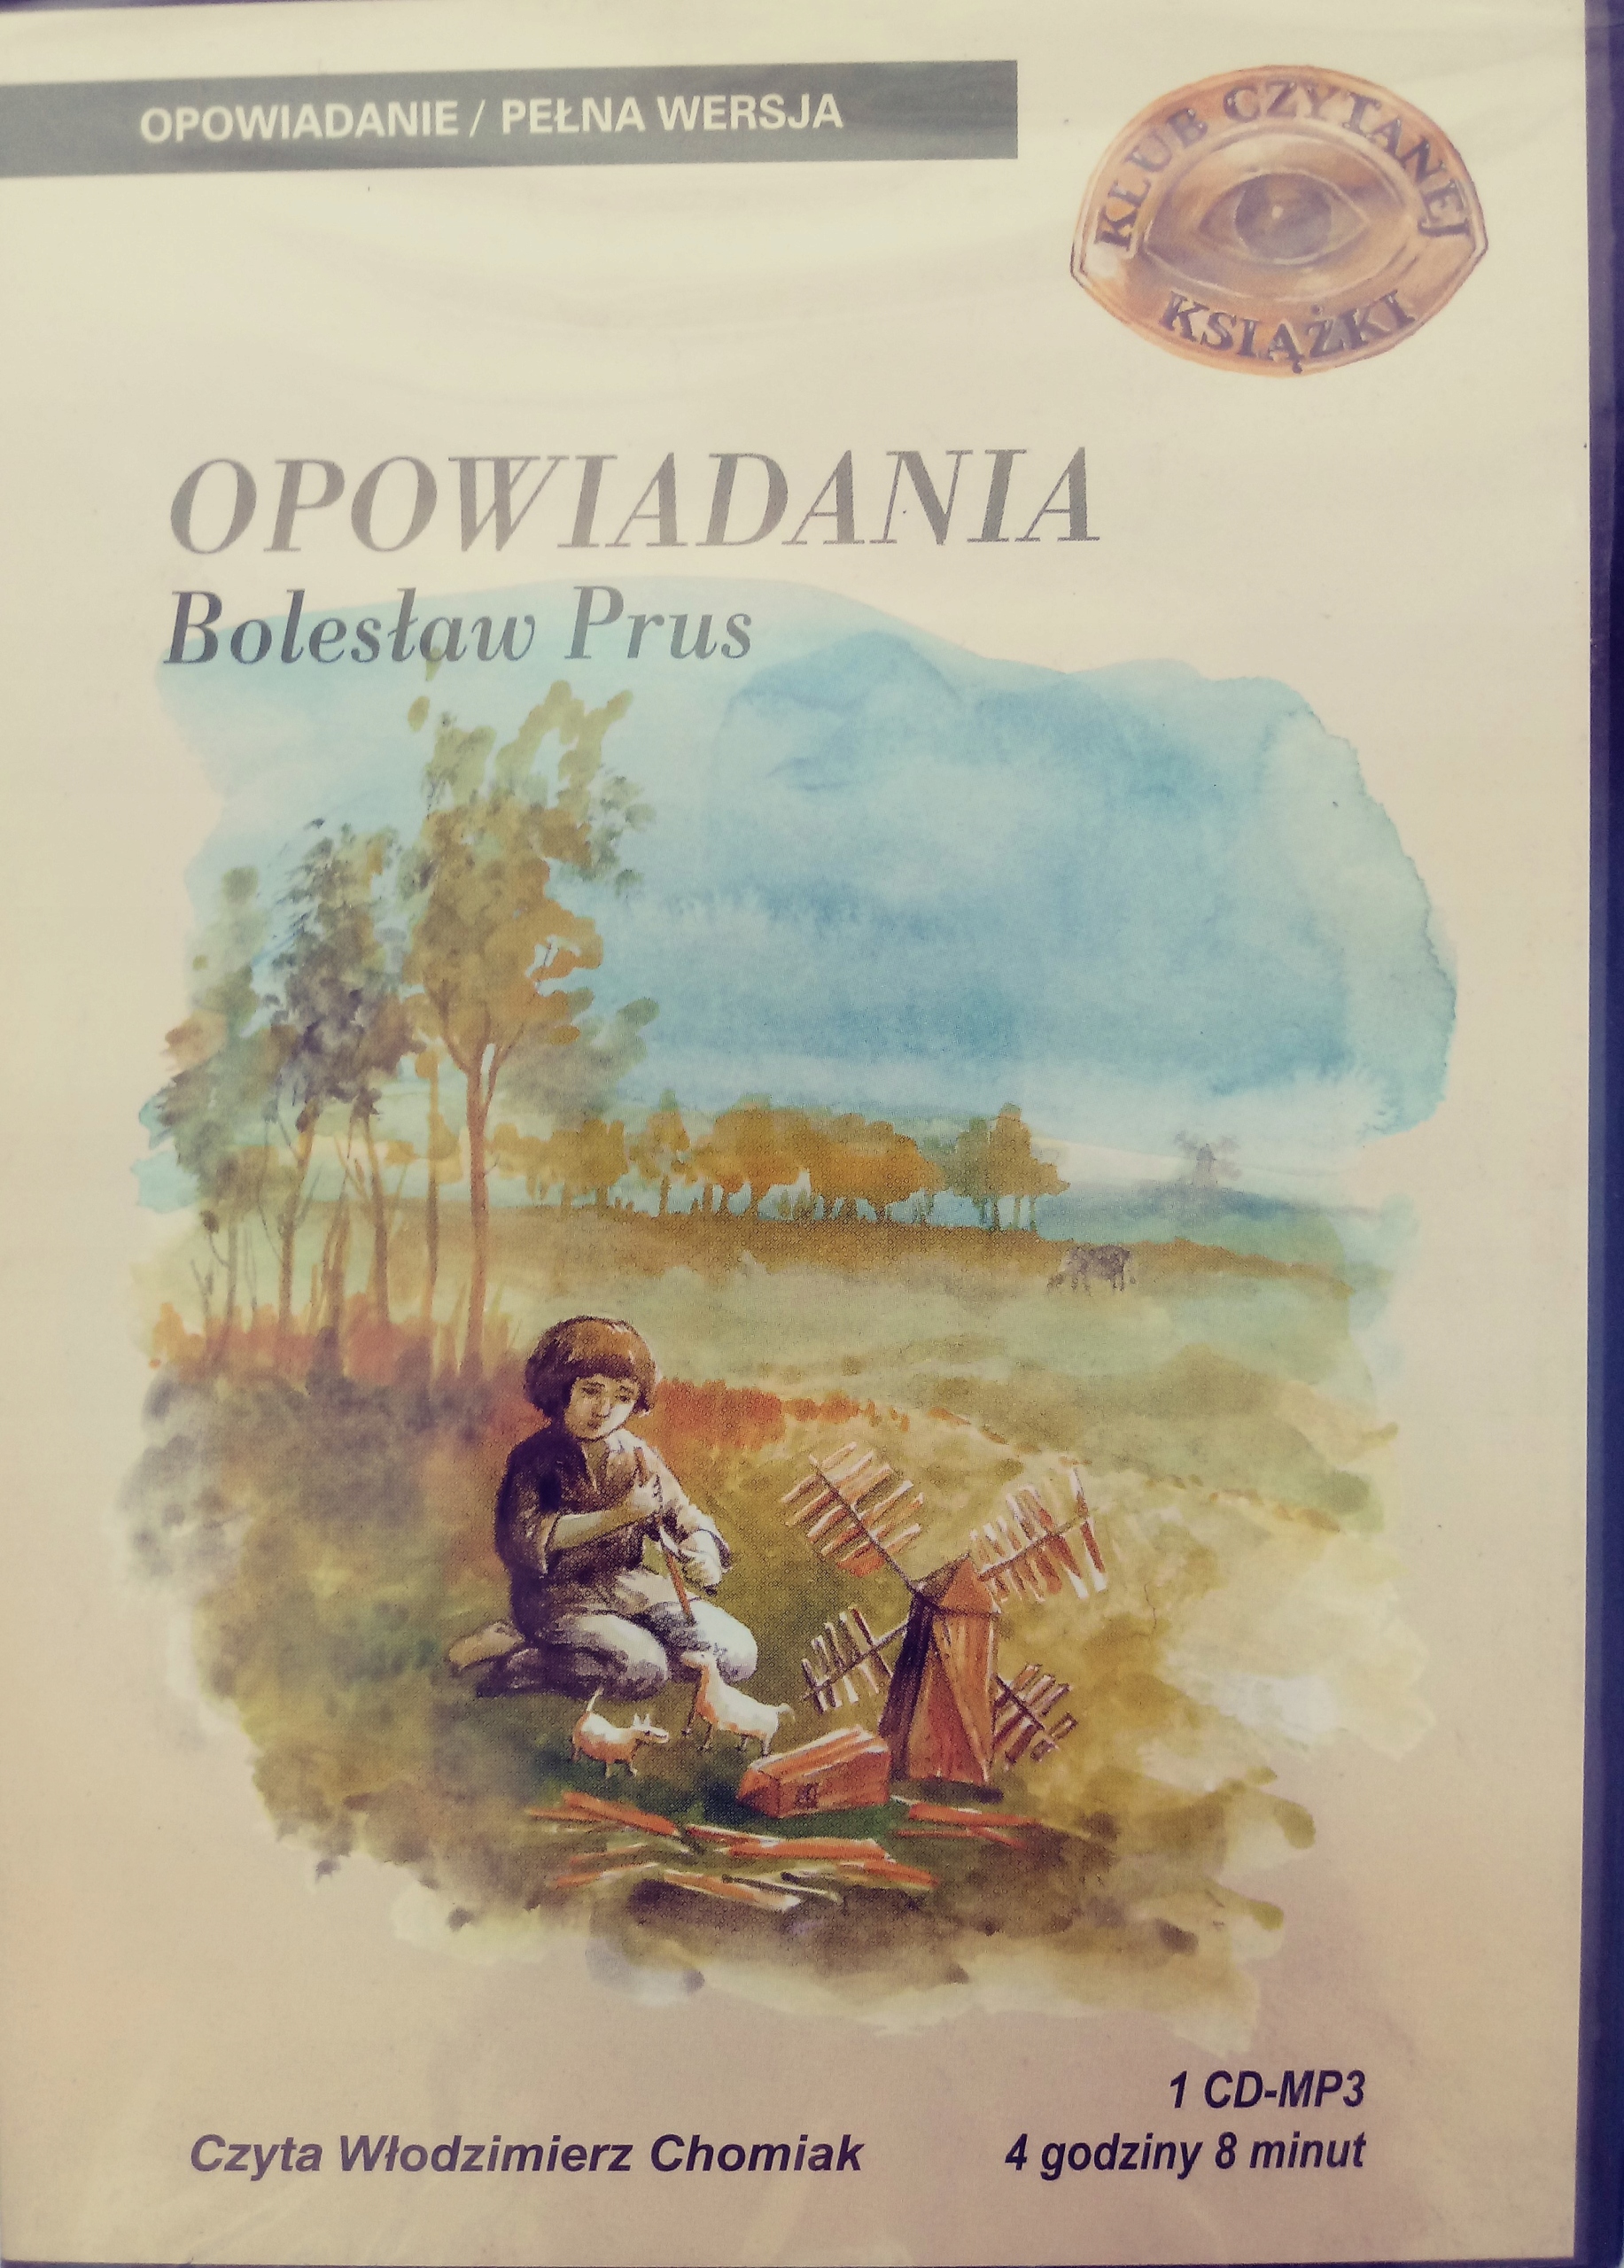 OPOWIADANIE / PEŁNA WERSJA
KLUB CZYTANEJ
KSIĄŻKI
OPOWIADANIA
Bolesław Prus
1 CD-MP3
Czyta Włodzimierz Chomiak
4 godziny 8 minut